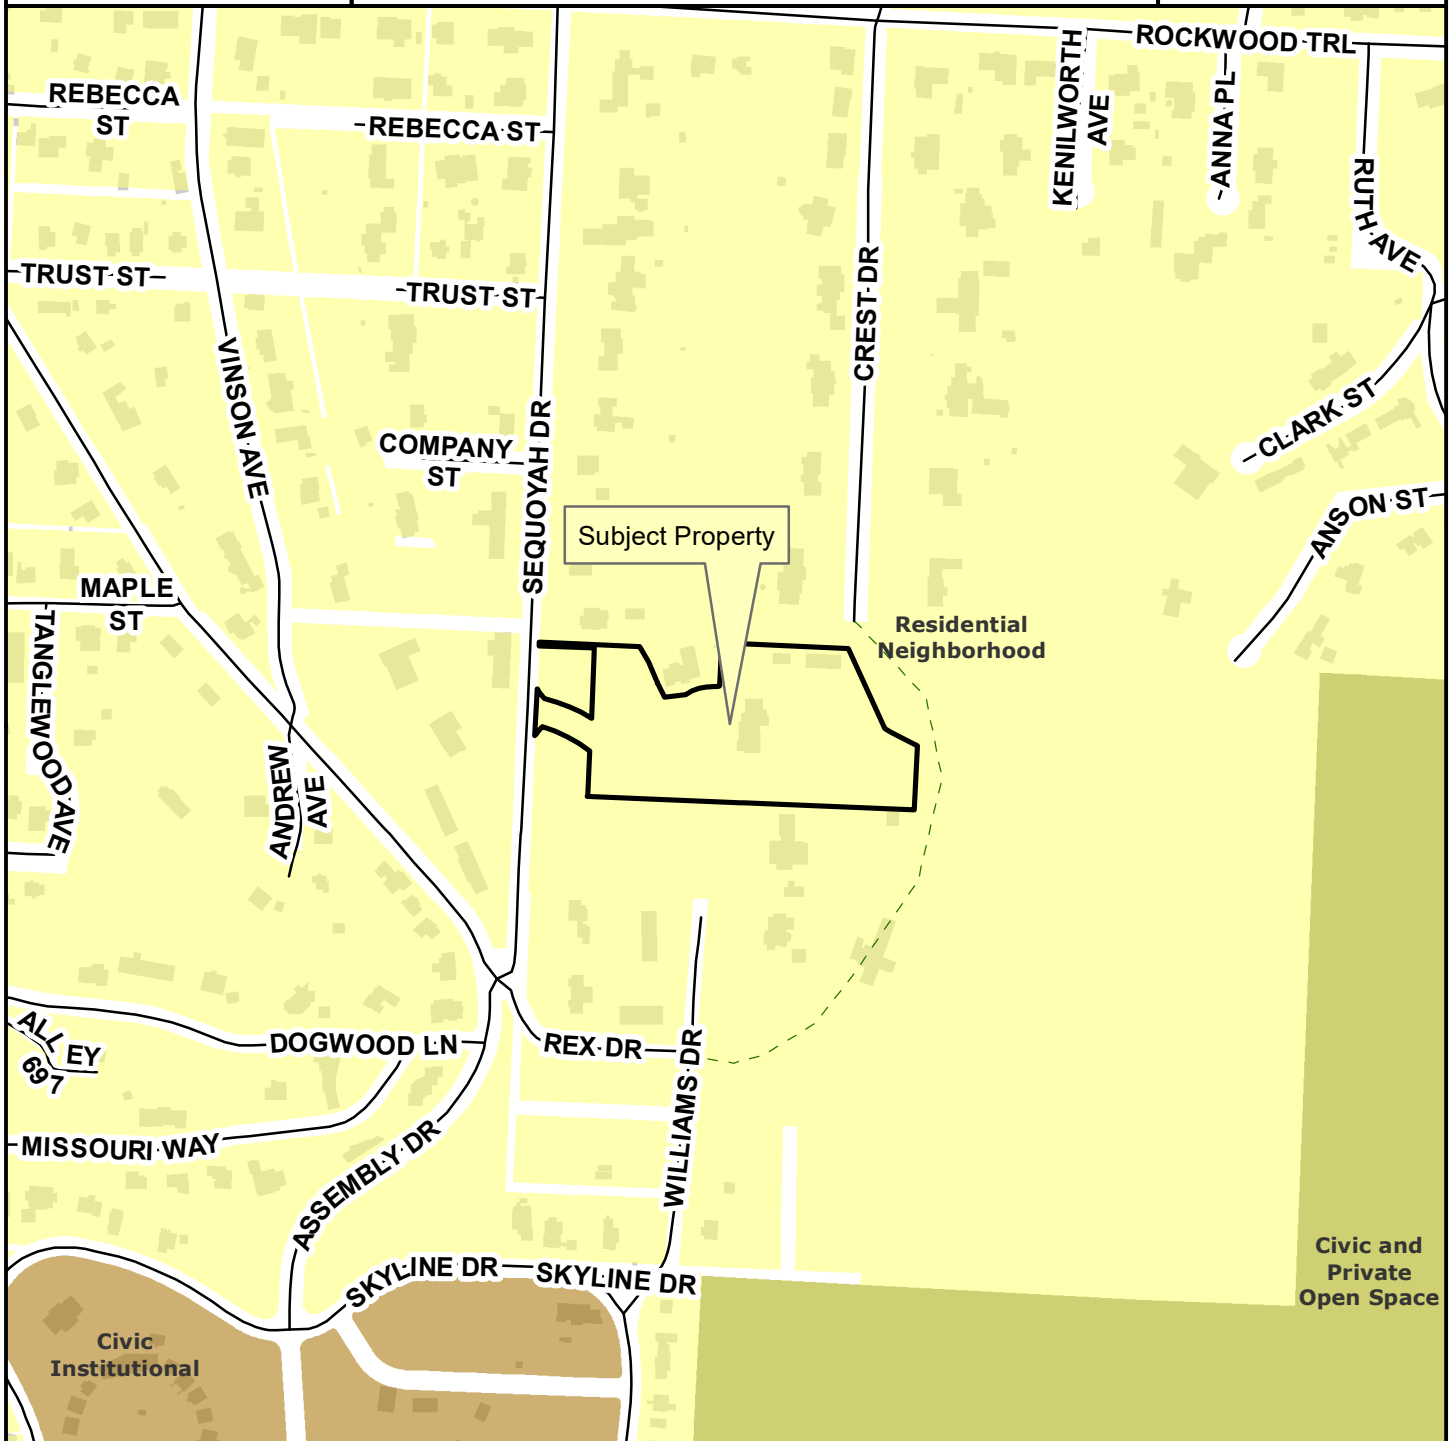 ROCKWOOD TRL
KENILWORTH
AVE
ANNA PL
RUTH AVE
REBECCA
ST
REBECCA ST
TRUST ST
TRUST ST
VINSON AVE
CREST DR
CLARK ST
COMPANY
ST
SEQUOYAH DR
ANSON ST
Subject Property
MAPLE
ST
TANGLEWOOD AVE
Residential
Neighborhood
ANDREW
AVE
ALLEY
697
DOGWOOD LN
REX DR
WILLIAMS DR
MISSOURI WAY
ASSEMBLY DR
SKYLINE DR
SKYLINE DR
Civic and
Private
Open Space
Civic
Institutional